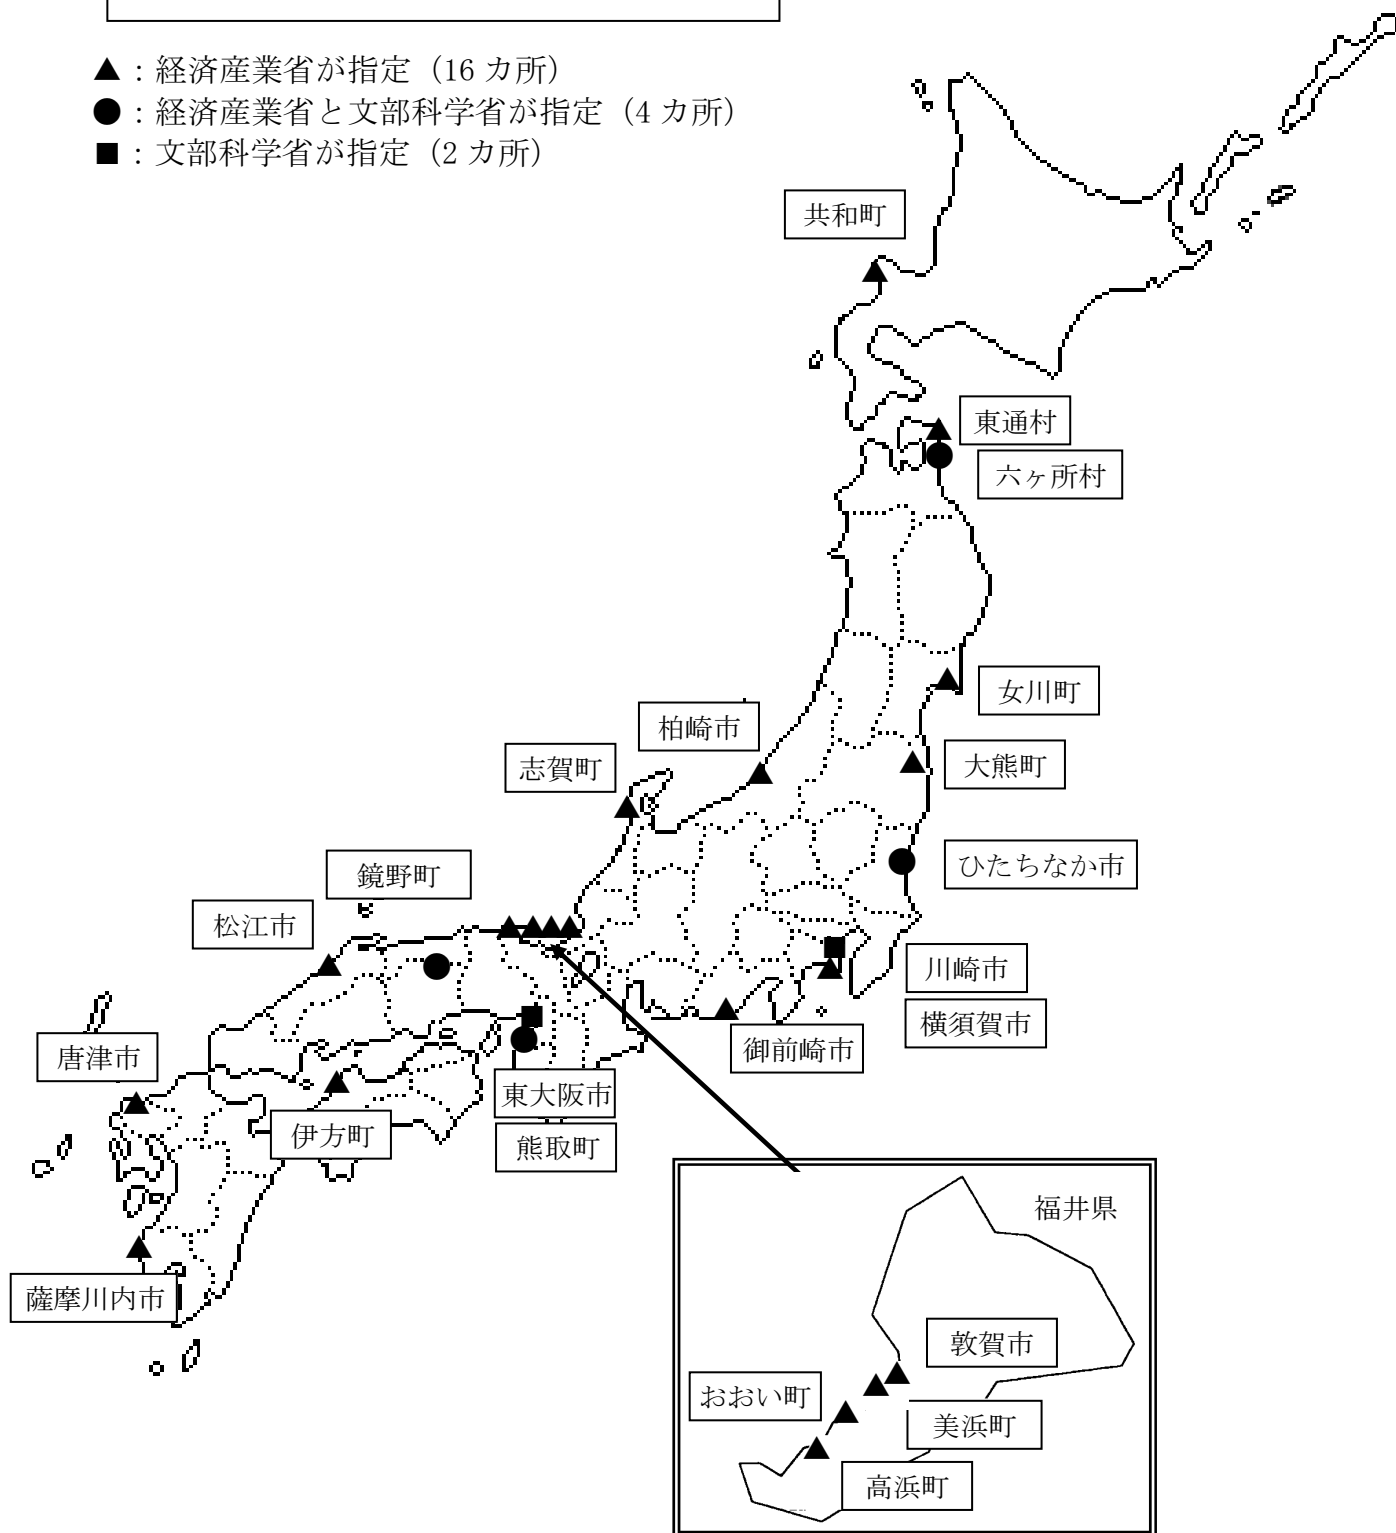 ▲：経済産業省が指定（16 カ所）
●：経済産業省と文部科学省が指定（4 カ所）
■：文部科学省が指定（2 カ所）
共和町
東通村
六ヶ所村
女川町
柏崎市
大熊町
志賀町
ひたちなか市
鏡野町
松江市
川崎市
横須賀市
御前崎市
唐津市
東大阪市
伊方町
熊取町
薩摩川内市
福井県
敦賀市
おおい町
美浜町
高浜町